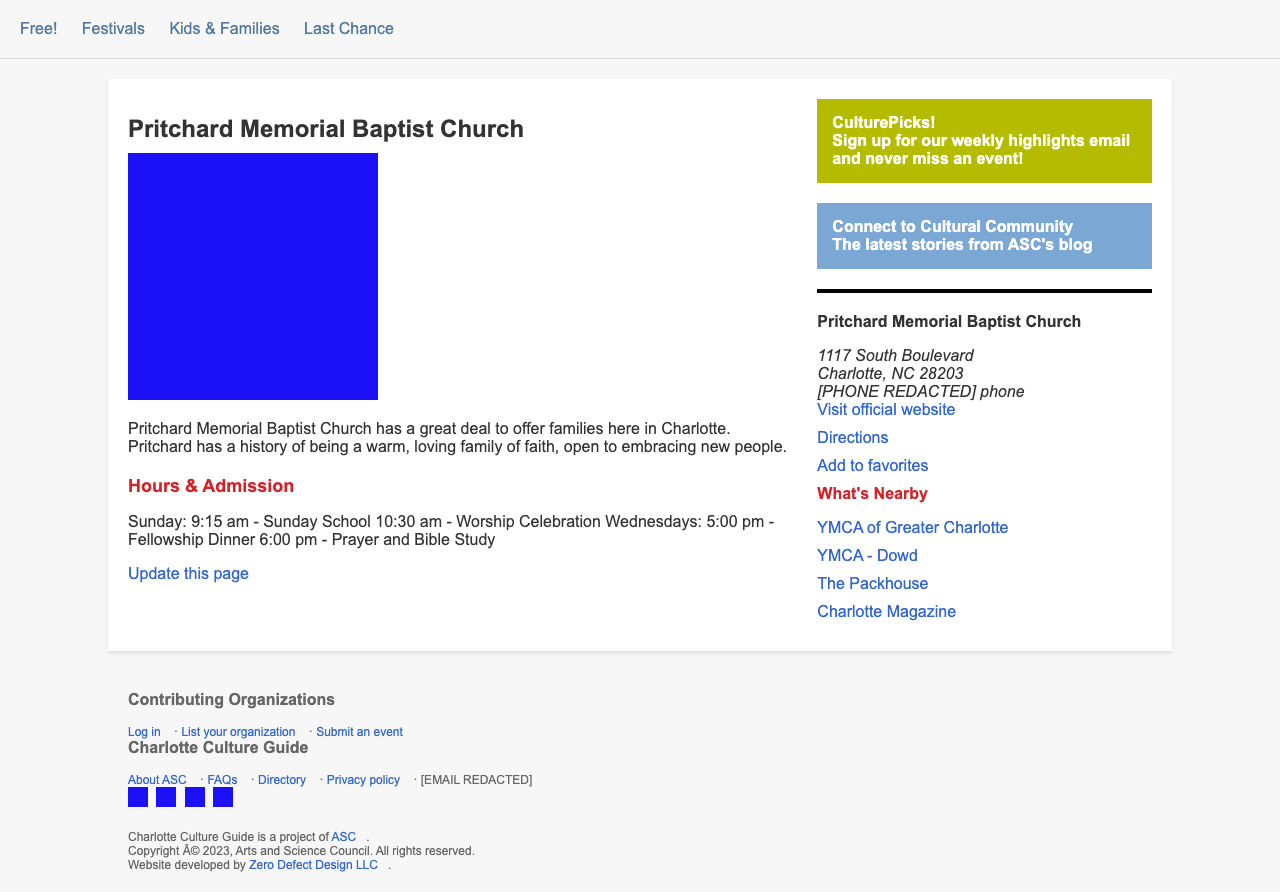 Free! Festivals Kids & Families Last Chance
Pritchard Memorial Baptist Church
Pritchard Memorial Baptist Church has a great deal to offer families here in Charlotte.
Pritchard has a history of being a warm, loving family of faith, open to embracing new people.
Hours & Admission
Sunday: 9:15 am - Sunday School 10:30 am - Worship Celebration Wednesdays: 5:00 pm -
Fellowship Dinner 6:00 pm - Prayer and Bible Study
Update this page
CulturePicks!
Sign up for our weekly highlights email
and never miss an event!
Connect to Cultural Community
The latest stories from ASC's blog
Pritchard Memorial Baptist Church
1117 South Boulevard
Charlotte, NC 28203
[PHONE REDACTED] phone
Visit official website
Directions
Add to favorites
What's Nearby
YMCA of Greater Charlotte
YMCA - Dowd
The Packhouse
Charlotte Magazine
Contributing Organizations
Log in · List your organization · Submit an event
Charlotte Culture Guide
About ASC · FAQs · Directory · Privacy policy · [EMAIL REDACTED]
Charlotte Culture Guide is a project of ASC .
Copyright Â© 2023, Arts and Science Council. All rights reserved.
Website developed by Zero Defect Design LLC .